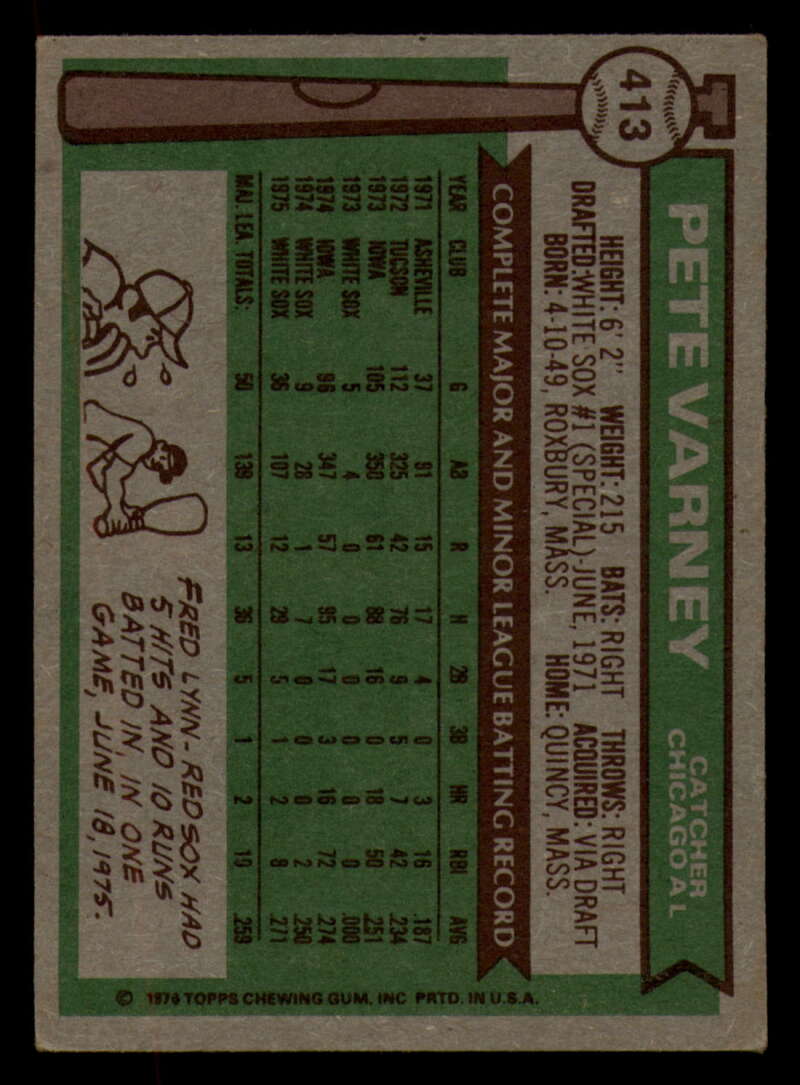 413
PETE VARNEY
CATCHER
CHICAGO A L
HEIGHT: 6' 2" WEIGHT: 215 BATS: RIGHT THROWS: RIGHT
DRAFTED: WHITE SOX #1 (SPECIAL)-JUNE, 1971 ACQUIRED: VIA DRAFT
BORN: 4-10-49, ROXBURY, MASS. HOME: QUINCY, MASS.
COMPLETE MAJOR AND MINOR LEAGUE BATTING RECORD
YEAR CLUB G AB R H 2B 3B HR RBI AVG
1971 ASHEVILLE 37 91 15 17 4 0 3 16 .187
1972 TUCSON 112 325 42 76 9 5 7 42 .234
1973 IOWA 105 350 61 88 16 0 18 50 .251
1973 WHITE SOX 5 4 0 0 0 0 0 0 .000
1974 IOWA 96 347 57 95 17 3 16 72 .274
1974 WHITE SOX 9 28 1 7 0 0 0 2 .250
1975 WHITE SOX 36 107 12 29 5 1 2 8 .271
MAJ. LEA. TOTALS: 50 139 13 36 5 1 2 10 .259
FRED LYNN - RED SOX HAD
5 HITS AND 10 RUNS
BATTED IN, IN ONE
GAME, JUNE 18, 1975.
© 1976 TOPPS CHEWING GUM, INC PRTD. IN U.S.A.